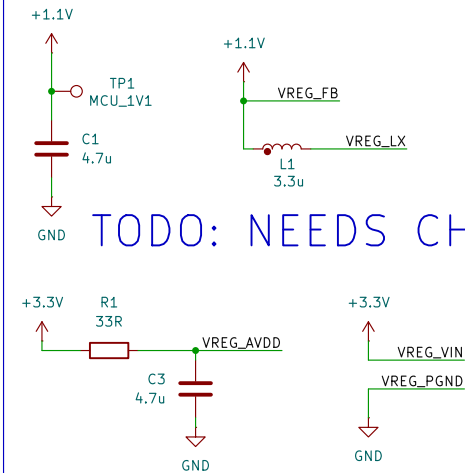 +1.1V
TP1
MCU_1V1
C1
4.7u
GND
+1.1V
VREG_FB
VREG_LX
L1
3.3u
TODO: NEEDS CH
+3.3V
R1
33R
VREG_AVDD
C3
4.7u
GND
+3.3V
VREG_VIN
VREG_PGND
GND